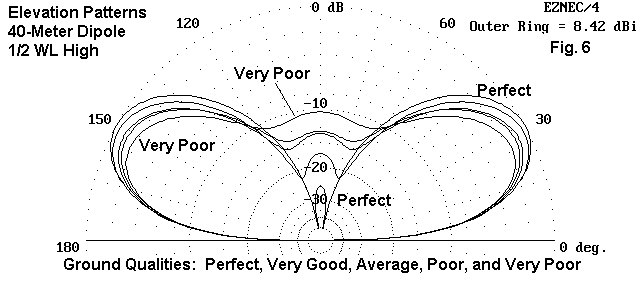 Elevation Patterns
40-Meter Dipole
1/2 WL High
0 dB
EZNEC/4
Outer Ring = 8.42 dBi
Fig. 6
120
60
Very Poor
-10
Perfect
150
30
Very Poor
-20
-30
Perfect
180
0 deg.
Ground Qualities: Perfect, Very Good, Average, Poor, and Very Poor